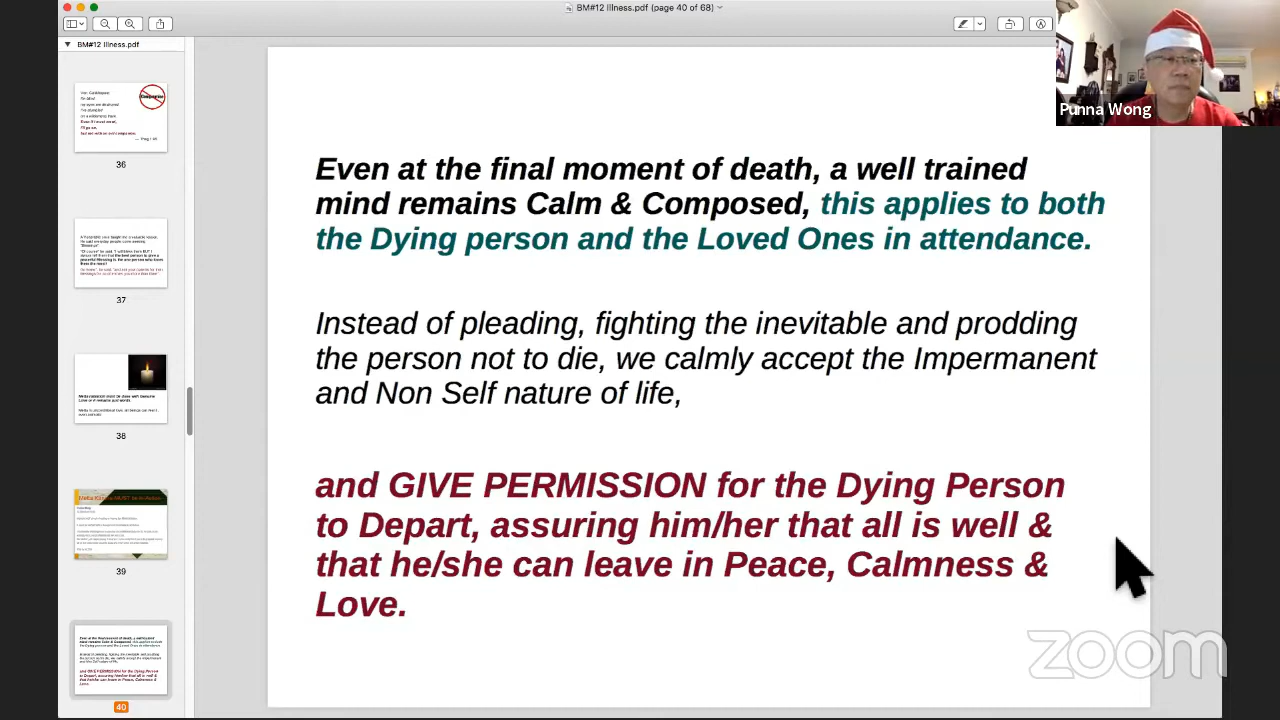 BM#12 Illness.pdf (page 40 of 68)
BM#12 Illness.pdf
36
37
38
39
40
Even at the final moment of death, a well trained
mind remains Calm & Composed, this applies to both
the Dying person and the Loved Ones in attendance.
Instead of pleading, fighting the inevitable and prodding
the person not to die, we calmly accept the Impermanent
and Non Self nature of life,
and GIVE PERMISSION for the Dying Person
to Depart, assuring him/her that all is well &
that he/she can leave in Peace, Calmness &
Love.
Punna Wong
zoom